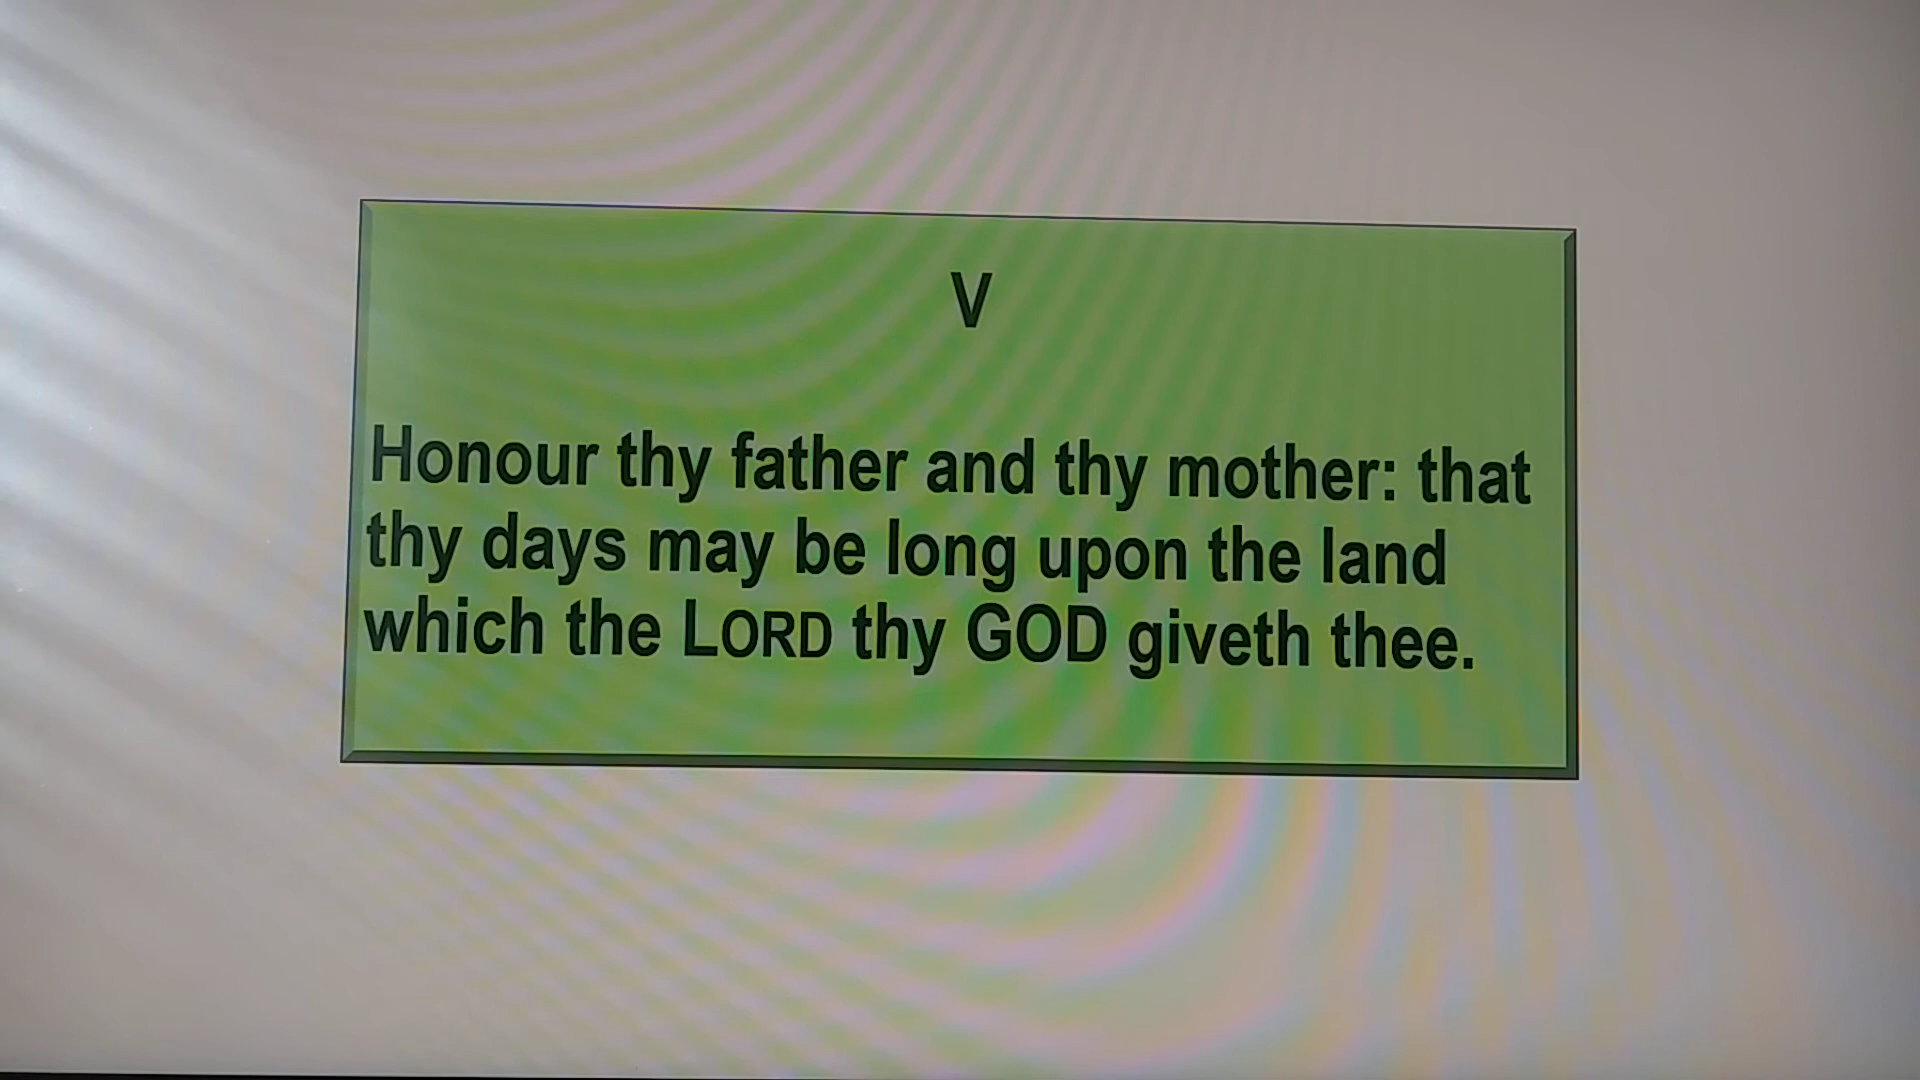 V
Honour thy father and thy mother: that
thy days may be long upon the land
which the LORD thy GOD giveth thee.